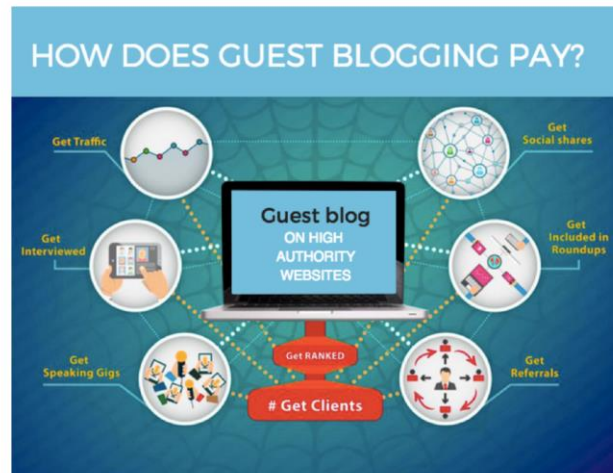 HOW DOES GUEST BLOGGING PAY?
Get Traffic
Get
Social shares
Guest blog
ON HIGH
AUTHORITY
WEBSITES
Get
Interviewed
Get
Included in
Roundups
Get RANKED
Get
Speaking Gigs
Get
Referrals
# Get Clients